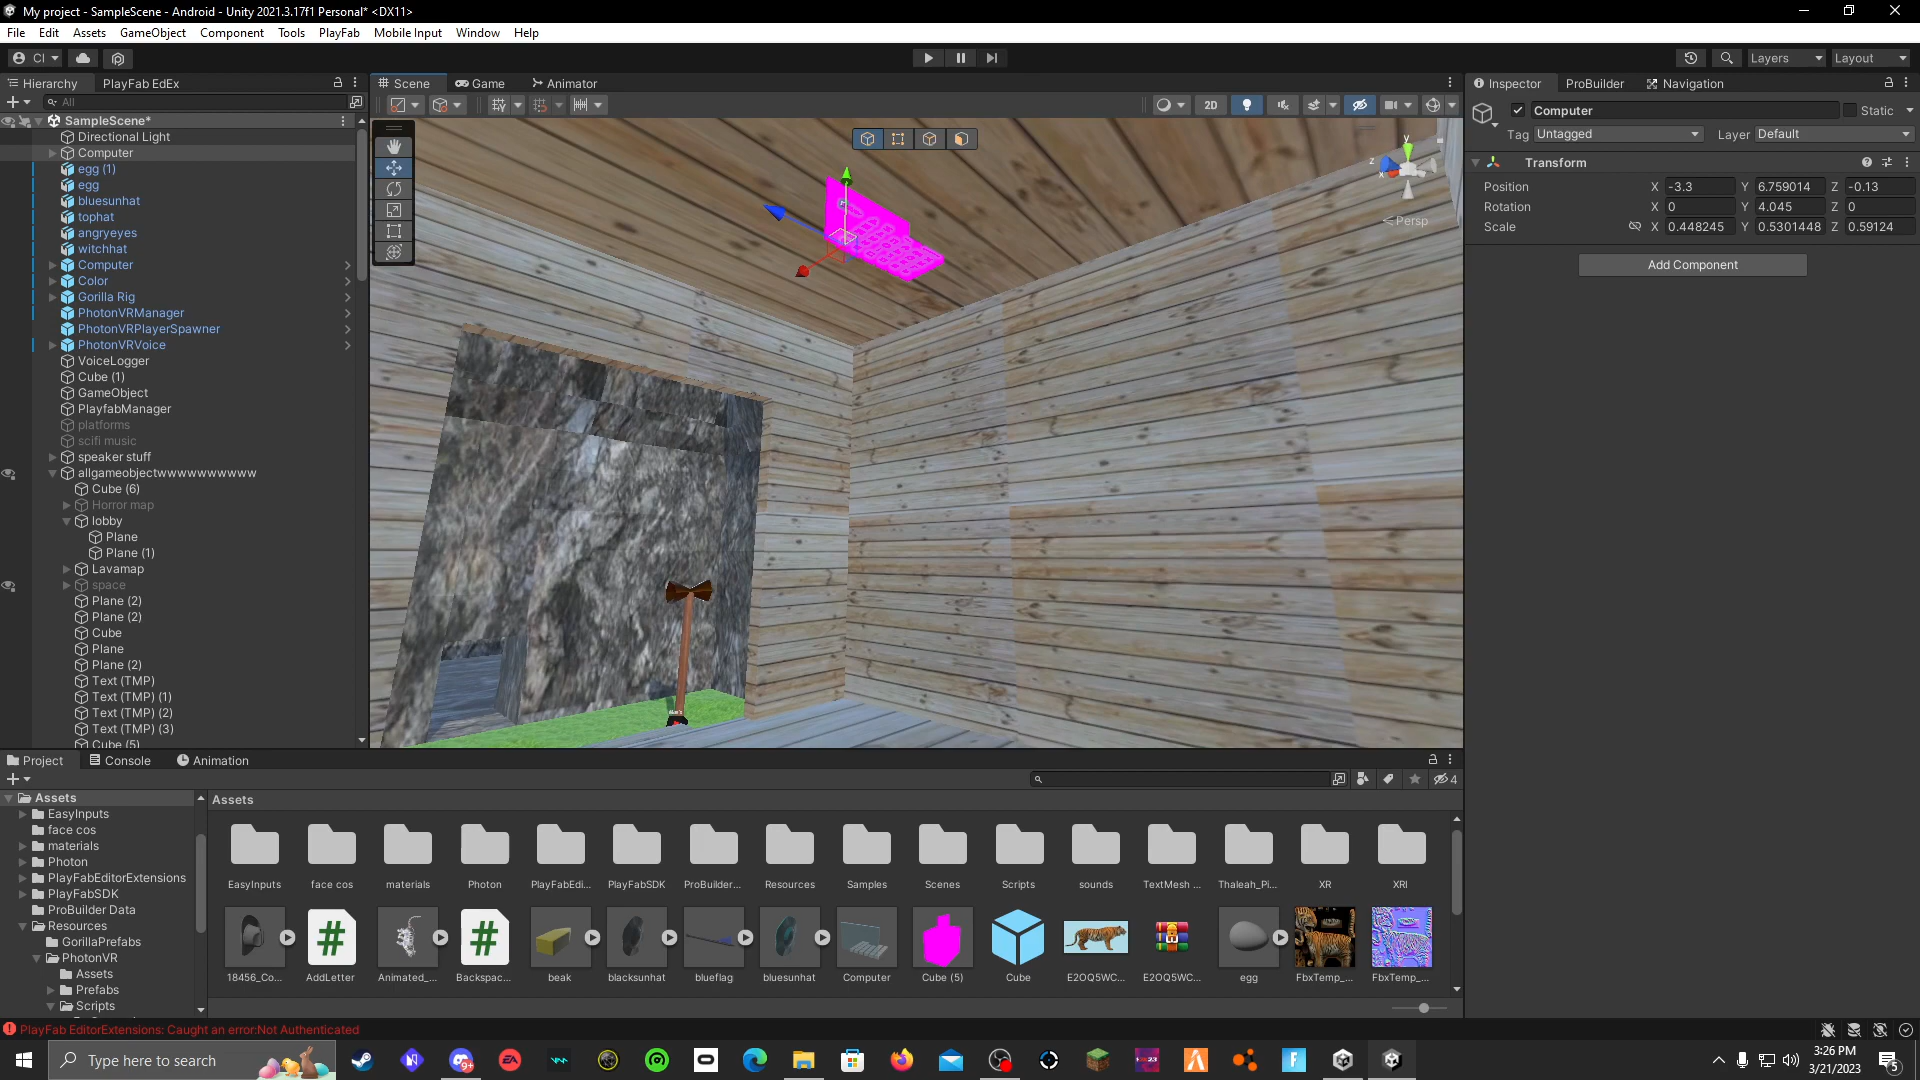 My project - SampleScene - Android - Unity 2021.3.17f1 Personal* <DX11>
File Edit Assets GameObject Component Tools PlayFab Mobile Input Window Help
CI Layers Layout
Hierarchy PlayFab EdEx
All
SampleScene*
Directional Light
Computer
egg (1)
egg
bluesunhat
tophat
angryeyes
witchhat
Computer
Color
Gorilla Rig
PhotonVRManager
PhotonVRPlayerSpawner
PhotonVRVoice
VoiceLogger
Cube (1)
GameObject
PlayfabManager
platforms
scifi music
speaker stuff
allgameobjectwwwwwwwwww
Cube (6)
Horror map
lobby
Plane
Plane (1)
Lavamap
space
Plane (2)
Plane (2)
Cube
Plane
Plane (2)
Text (TMP)
Text (TMP) (1)
Text (TMP) (2)
Text (TMP) (3)
Cube (5)
Scene Game Animator
2D
y
z
x
Persp
Inspector ProBuilder Navigation
Computer Static
Tag Untagged Layer Default
Transform
Position X -3.3 Y 6.759014 Z -0.13
Rotation X 0 Y 4.045 Z 0
Scale X 0.448245 Y 0.5301448 Z 0.59124
Add Component
Project Console Animation
4
Assets
EasyInputs
face cos
materials
Photon
PlayFabEditorExtensions
PlayFabSDK
ProBuilder Data
Resources
GorillaPrefabs
PhotonVR
Assets
Prefabs
Scripts
Assets
EasyInputs face cos materials Photon PlayFabEdi... PlayFabSDK ProBuilder... Resources Samples Scenes Scripts sounds TextMesh ... Thaleah_Pi... XR XRI
18456_Co... AddLetter Animated_... Backspac... beak blacksunhat blueflag bluesunhat Computer Cube (5) Cube E2OQ5WC... E2OQ5WC... egg FbxTemp_... FbxTemp_...
PlayFab EditorExtensions: Caught an error:Not Authenticated
Type here to search
9+
EA
3:26 PM
3/21/2023
5